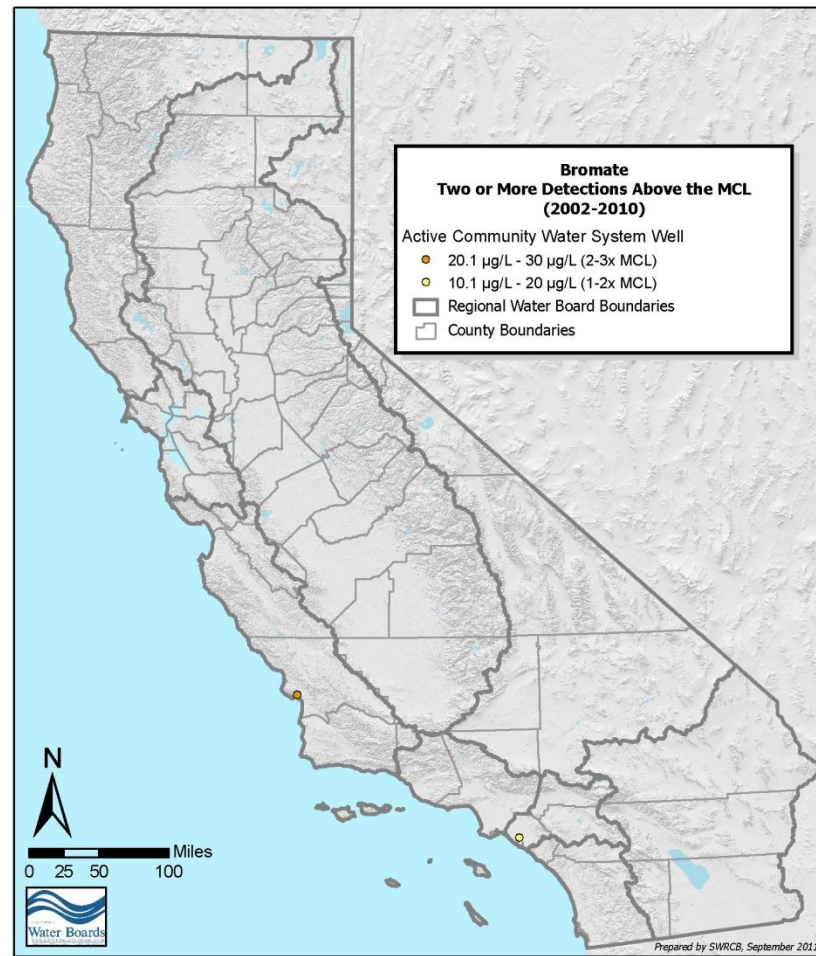 Bromate
Two or More Detections Above the MCL
(2002-2010)
Active Community Water System Well
20.1 µg/L - 30 µg/L (2-3x MCL)
10.1 µg/L - 20 µg/L (1-2x MCL)
Regional Water Board Boundaries
County Boundaries
N
Miles
0 25 50 100
Water Boards
Prepared by SWRCB, September 2011